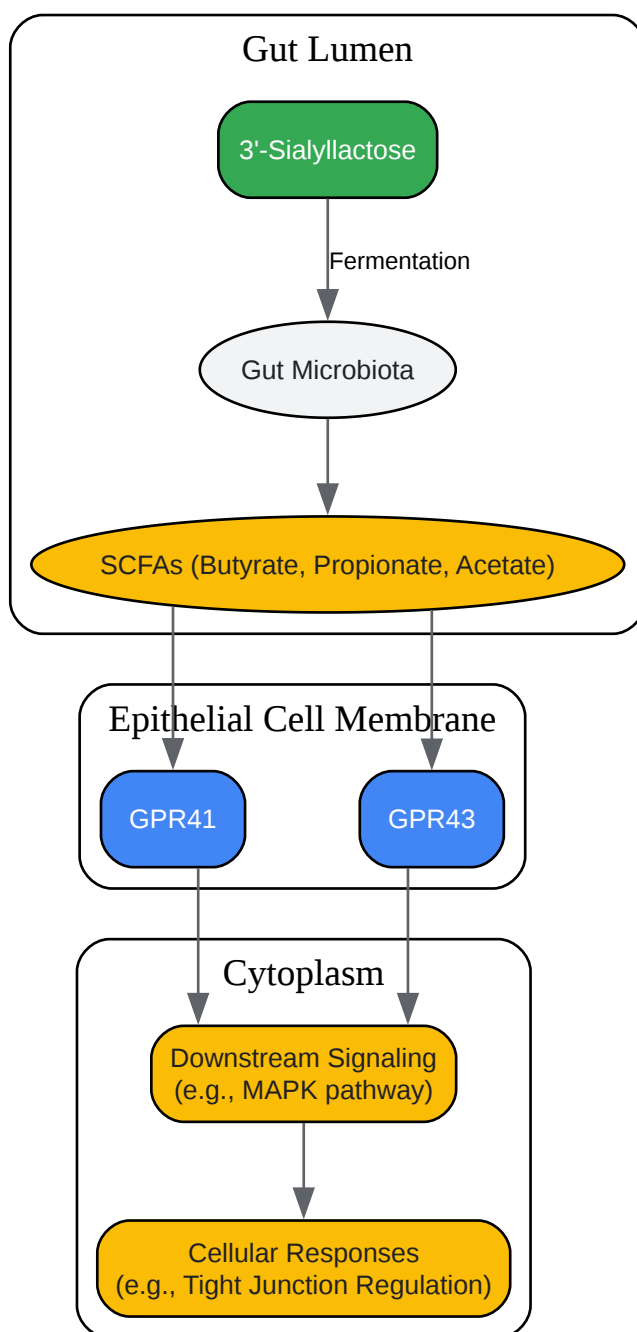 Gut Lumen
3'-Sialyllactose
Fermentation
Gut Microbiota
SCFAs (Butyrate, Propionate, Acetate)
Epithelial Cell Membrane
GPR41
GPR43
Cytoplasm
Downstream Signaling
(e.g., MAPK pathway)
Cellular Responses
(e.g., Tight Junction Regulation)